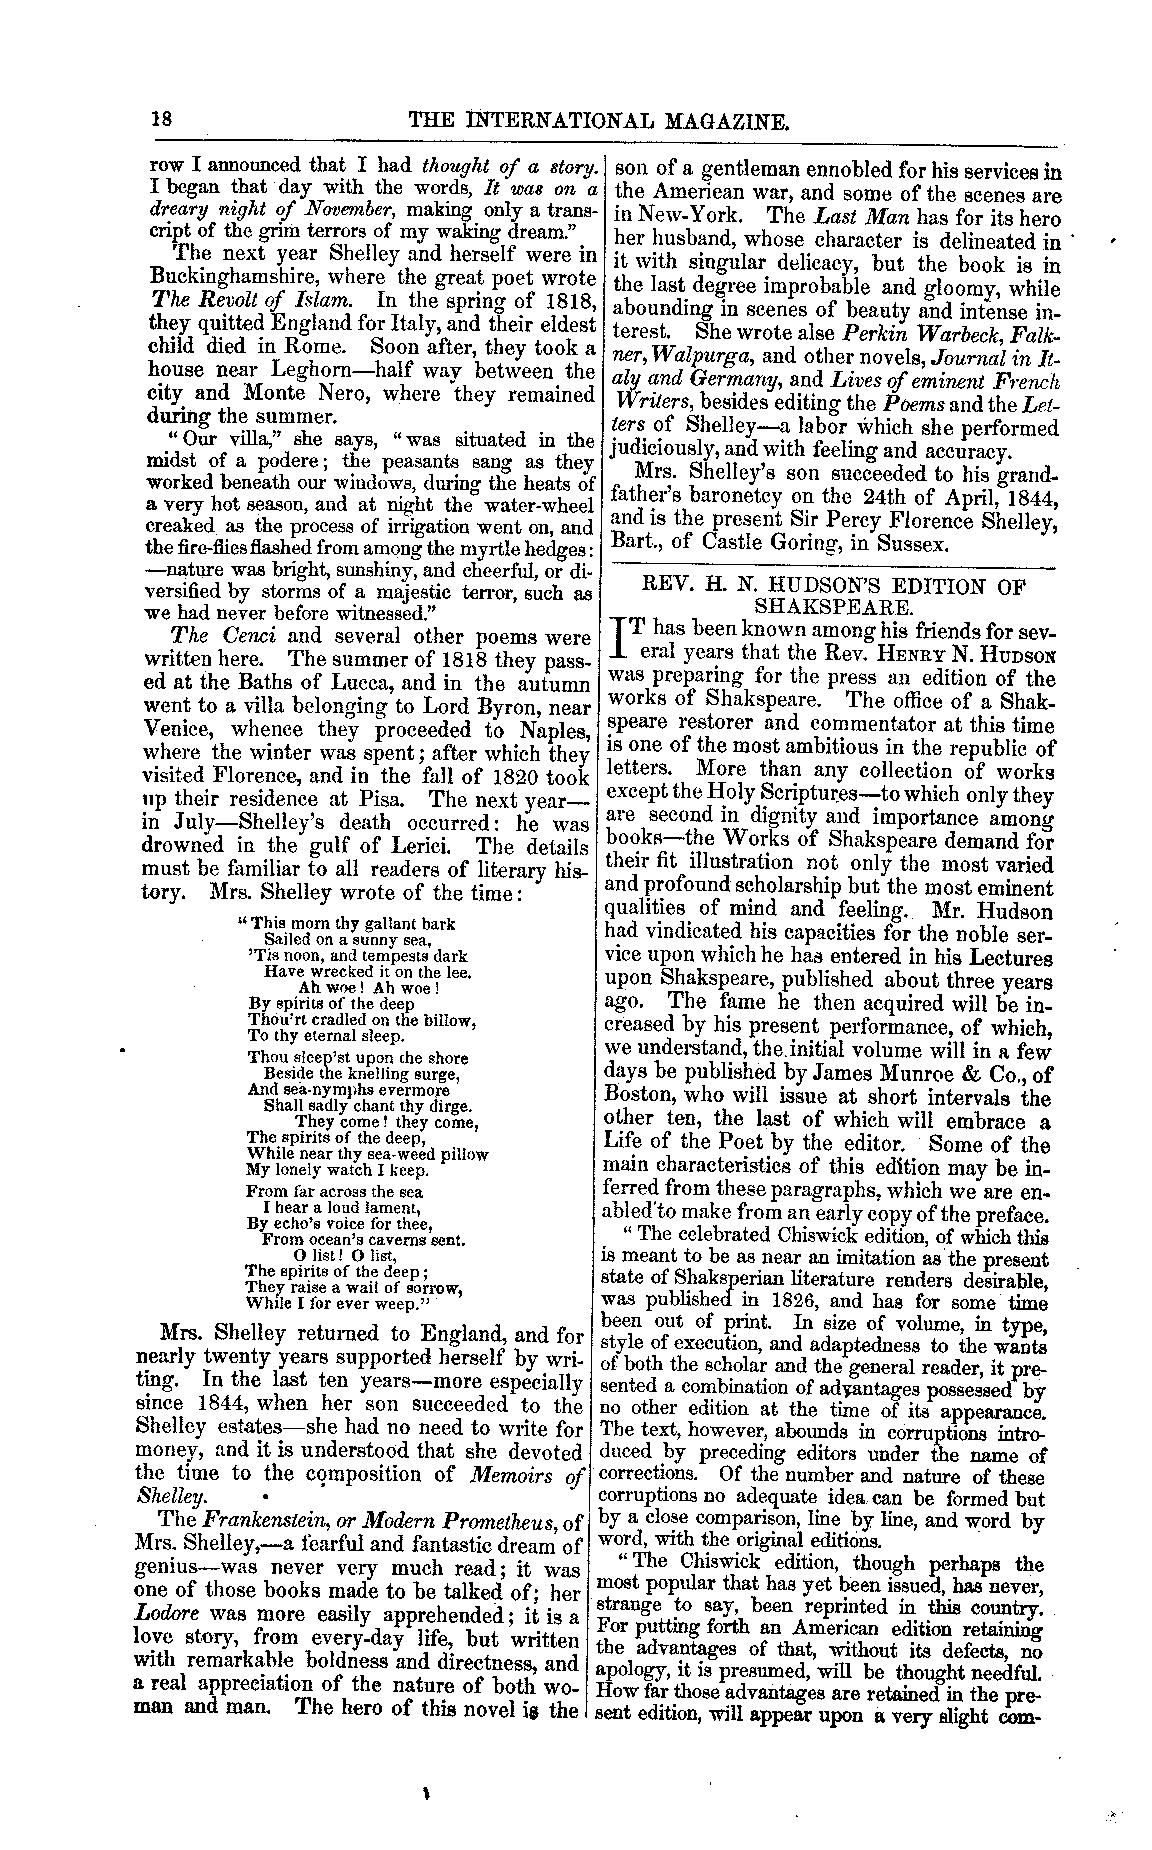 18
THE INTERNATIONAL MAGAZINE.
row I announced that I had thought of a story.
I began that day with the words, It was on a
dreary night of November, making only a trans-
cript of the grim terrors of my waking dream.”
The next year Shelley and herself were in
Buckinghamshire, where the great poet wrote
The Revolt of Islam. In the spring of 1818,
they quitted England for Italy, and their eldest
child died in Rome. Soon after, they took a
house near Leghorn—half way between the
city and Monte Nero, where they remained
during the summer.
“Our villa,” she says, “was situated in the
midst of a podere; the peasants sang as they
worked beneath our windows, during the heats of
a very hot season, and at night the water-wheel
creaked as the process of irrigation went on, and
the fire-flies flashed from among the myrtle hedges:
—nature was bright, sunshiny, and cheerful, or di-
versified by storms of a majestic terror, such as
we had never before witnessed.”
The Cenci and several other poems were
written here. The summer of 1818 they pass-
ed at the Baths of Lucca, and in the autumn
went to a villa belonging to Lord Byron, near
Venice, whence they proceeded to Naples,
where the winter was spent; after which they
visited Florence, and in the fall of 1820 took
up their residence at Pisa. The next year—
in July—Shelley's death occurred: he was
drowned in the gulf of Lerici. The details
must be familiar to all readers of literary his-
tory. Mrs. Shelley wrote of the time:
“This morn thy gallant bark
Sailed on a sunny sea,
'Tis noon, and tempests dark
Have wrecked it on the lee.
Ah woe! Ah woe!
By spirits of the deep
Thou'rt cradled on the billow,
To thy eternal sleep.
Thou sleep'st upon the shore
Beside the knelling surge,
And sea-nymphs evermore
Shall sadly chant thy dirge.
They come! they come,
The spirits of the deep,
While near thy sea-weed pillow
My lonely watch I keep.
From far across the sea
I hear a loud lament,
By echo's voice for thee,
From ocean's caverns sent.
O list! O list,
The spirits of the deep;
They raise a wail of sorrow,
While I for ever weep.”
Mrs. Shelley returned to England, and for
nearly twenty years supported herself by wri-
ting. In the last ten years—more especially
since 1844, when her son succeeded to the
Shelley estates—she had no need to write for
money, and it is understood that she devoted
the time to the composition of Memoirs of
Shelley.
The Frankenstein, or Modern Prometheus, of
Mrs. Shelley,—a fearful and fantastic dream of
genius—was never very much read; it was
one of those books made to be talked of; her
Lodore was more easily apprehended; it is a
love story, from every-day life, but written
with remarkable boldness and directness, and
a real appreciation of the nature of both wo-
man and man. The hero of this novel is the
son of a gentleman ennobled for his services in
the American war, and some of the scenes are
in New-York. The Last Man has for its hero
her husband, whose character is delineated in
it with singular delicacy, but the book is in
the last degree improbable and gloomy, while
abounding in scenes of beauty and intense in-
terest. She wrote alse Perkin Warbeck, Falk-
ner, Walpurga, and other novels, Journal in It-
aly and Germany, and Lives of eminent French
Writers, besides editing the Poems and the Let-
ters of Shelley—a labor which she performed
judiciously, and with feeling and accuracy.
Mrs. Shelley's son succeeded to his grand-
father's baronetcy on the 24th of April, 1844,
and is the present Sir Percy Florence Shelley,
Bart., of Castle Goring, in Sussex.
REV. H. N. HUDSON'S EDITION OF
SHAKSPEARE.
IT has been known among his friends for sev-
eral years that the Rev. HENRY N. HUDSON
was preparing for the press an edition of the
works of Shakspeare. The office of a Shak-
speare restorer and commentator at this time
is one of the most ambitious in the republic of
letters. More than any collection of works
except the Holy Scriptures—to which only they
are second in dignity and importance among
books—the Works of Shakspeare demand for
their fit illustration not only the most varied
and profound scholarship but the most eminent
qualities of mind and feeling. Mr. Hudson
had vindicated his capacities for the noble ser-
vice upon which he has entered in his Lectures
upon Shakspeare, published about three years
ago. The fame he then acquired will be in-
creased by his present performance, of which,
we understand, the initial volume will in a few
days be published by James Munroe & Co., of
Boston, who will issue at short intervals the
other ten, the last of which will embrace a
Life of the Poet by the editor. Some of the
main characteristics of this edition may be in-
ferred from these paragraphs, which we are en-
abled to make from an early copy of the preface.
“The celebrated Chiswick edition, of which this
is meant to be as near an imitation as the present
state of Shaksperian literature renders desirable,
was published in 1826, and has for some time
been out of print. In size of volume, in type,
style of execution, and adaptedness to the wants
of both the scholar and the general reader, it pre-
sented a combination of advantages possessed by
no other edition at the time of its appearance.
The text, however, abounds in corruptions intro-
duced by preceding editors under the name of
corrections. Of the number and nature of these
corruptions no adequate idea can be formed but
by a close comparison, line by line, and word by
word, with the original editions.
“The Chiswick edition, though perhaps the
most popular that has yet been issued, has never,
strange to say, been reprinted in this country.
For putting forth an American edition retaining
the advantages of that, without its defects, no
apology, it is presumed, will be thought needful.
How far those advantages are retained in the pre-
sent edition, will appear upon a very slight com-